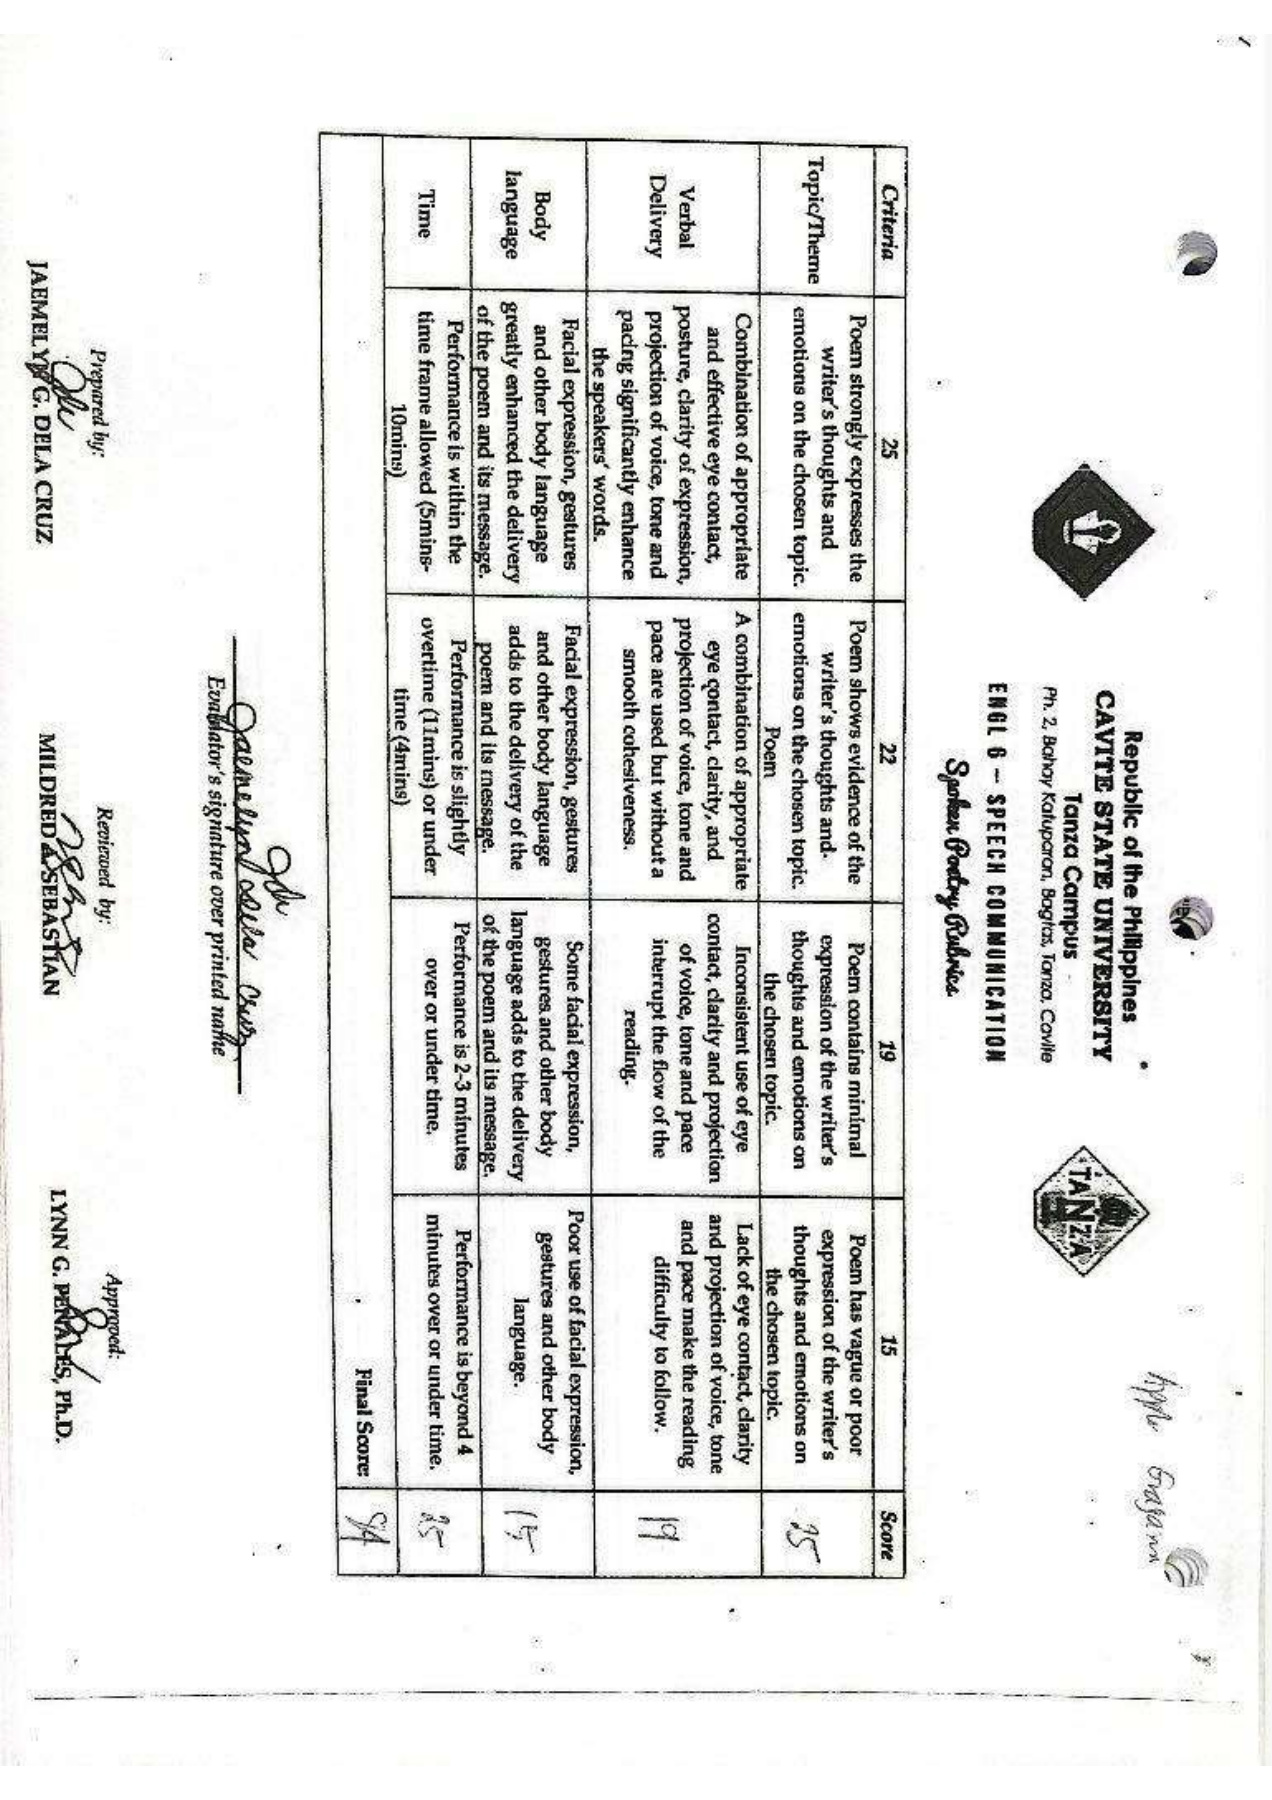 Apple
Republic of the Philippines
CAVITE STATE UNIVERSITY
Tanza Campus
Ph. 2, Bahay Katuparan, Bagtas, Tanza, Cavite
TANZA
ENGL 6 – SPEECH COMMUNICATION
Spoken Poetry Rubrics
Criteria 25 22 19 15 Score
Topic/Theme
Poem strongly expresses the
writer's thoughts and
emotions on the chosen topic.
Poem shows evidence of the
writer's thoughts and
emotions on the chosen topic.
Poem
Poem contains minimal
expression of the writer's
thoughts and emotions on
the chosen topic.
Poem has vague or poor
expression of the writer's
thoughts and emotions on
the chosen topic.
25
Verbal
Delivery
Combination of appropriate
and effective eye contact,
posture, clarity of expression,
projection of voice, tone and
pacing significantly enhance
the speakers' words.
A combination of appropriate
eye contact, clarity, and
projection of voice, tone and
pace are used but without a
smooth cohesiveness.
Inconsistent use of eye
contact, clarity and projection
of voice, tone and pace
interrupt the flow of the
reading.
Lack of eye contact, clarity
and projection of voice, tone
and pace make the reading
difficulty to follow.
19
Body
language
Facial expression, gestures
and other body language
greatly enhanced the delivery
of the poem and its message.
Facial expression, gestures
and other body language
adds to the delivery of the
poem and its message.
Some facial expression,
gestures and other body
language adds to the delivery
of the poem and its message.
Poor use of facial expression,
gestures and other body
language.
15
Time
Performance is within the
time frame allowed (5mins-
10mins)
Performance is slightly
overtime (11mins) or under
time (4mins)
Performance is 2-3 minutes
over or under time.
Performance is beyond 4
minutes over or under time.
25
Final Score: 84
Jaemelyn dela Cruz
Evaluator's signature over printed name
Prepared by:
JAEMELYN G. DELA CRUZ
Reviewed by:
MILDRED A. SEBASTIAN
Approved:
LYNN G. PENALES, Ph.D.